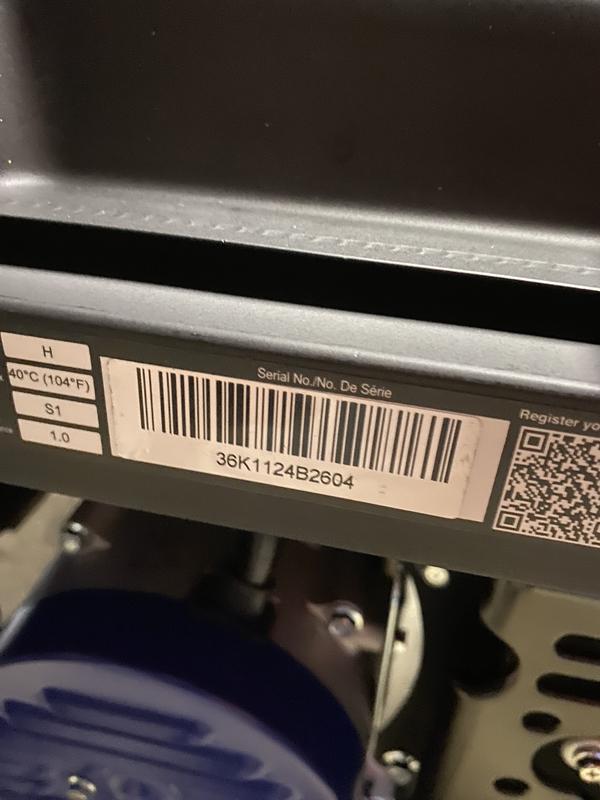 H
40°C (104°F)
S1
1.0
Serial No./No. De Série
36K1124B2604
Register yo